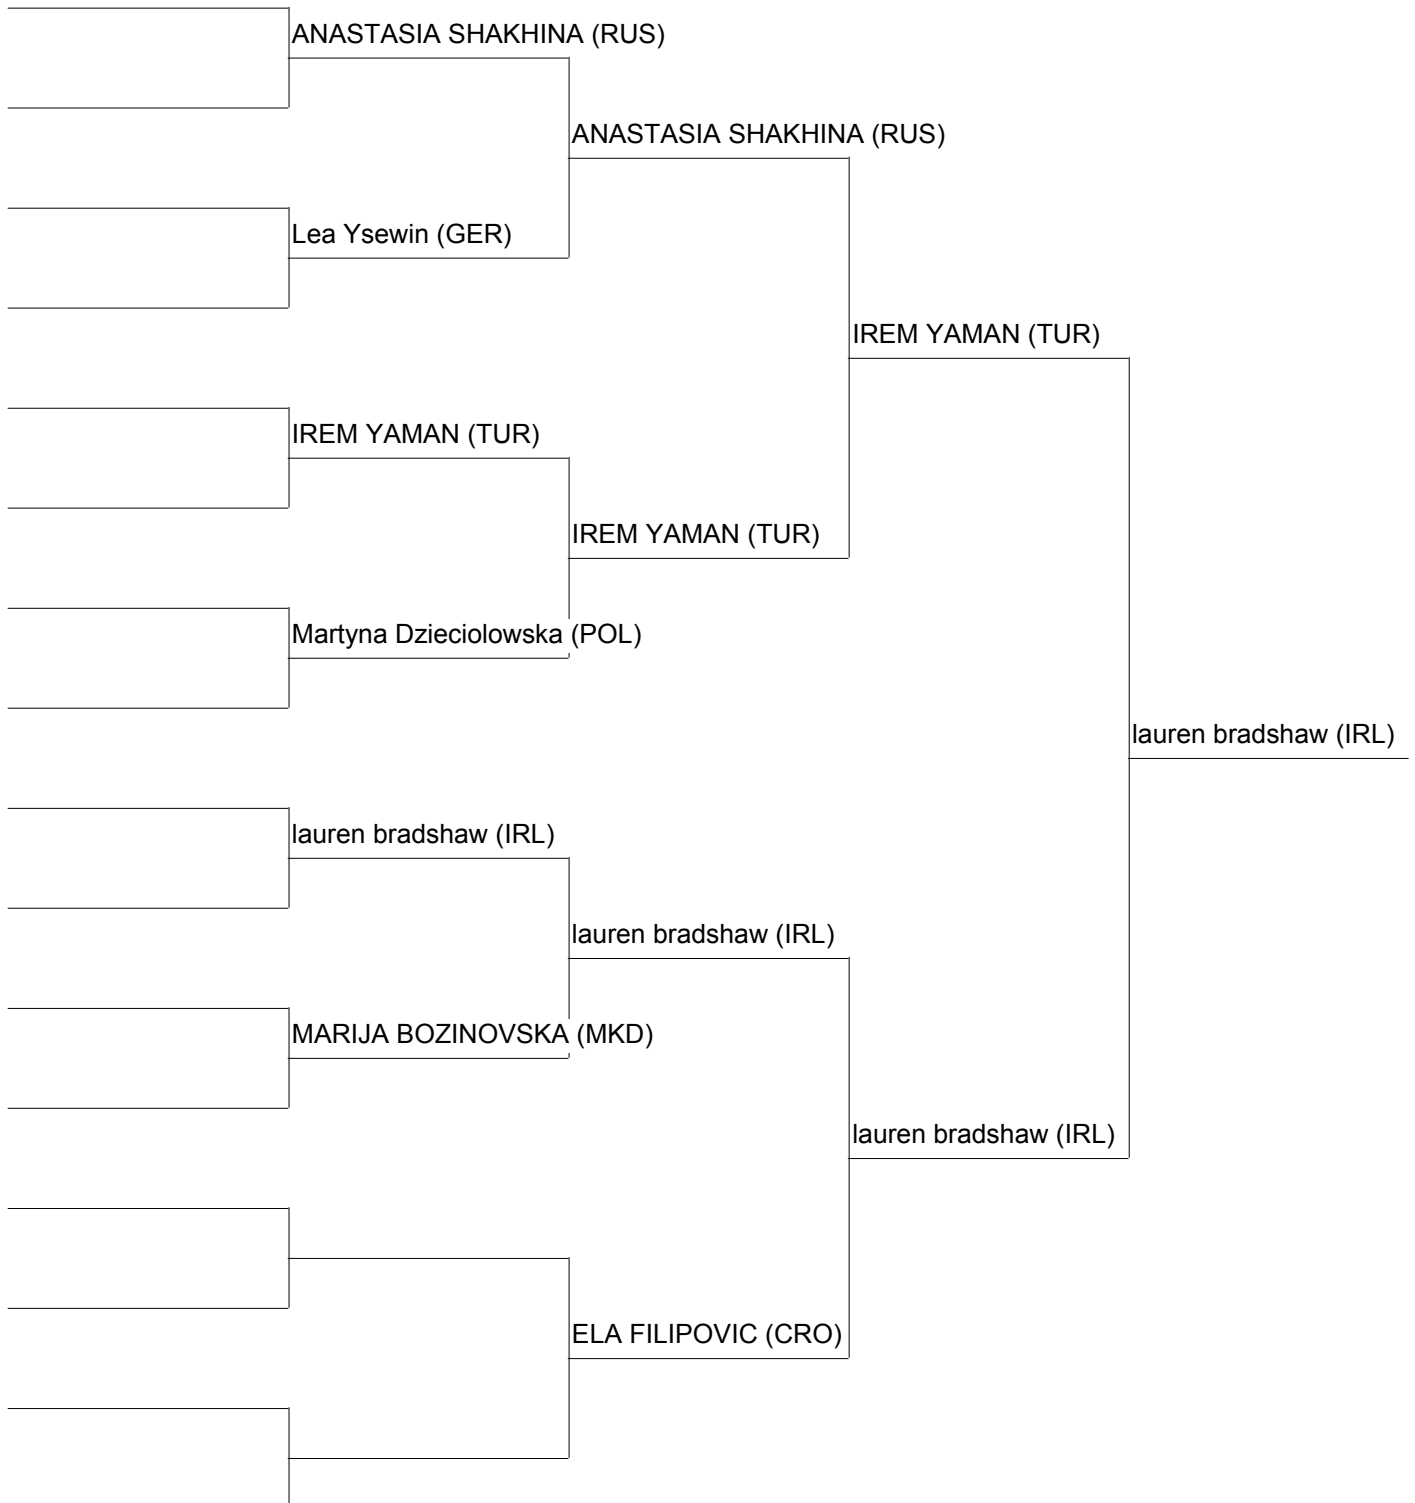 ANASTASIA SHAKHINA (RUS)
ANASTASIA SHAKHINA (RUS)
Lea Ysewin (GER)
IREM YAMAN (TUR)
IREM YAMAN (TUR)
IREM YAMAN (TUR)
Martyna Dzieciolowska (POL)
lauren bradshaw (IRL)
lauren bradshaw (IRL)
lauren bradshaw (IRL)
MARIJA BOZINOVSKA (MKD)
lauren bradshaw (IRL)
ELA FILIPOVIC (CRO)